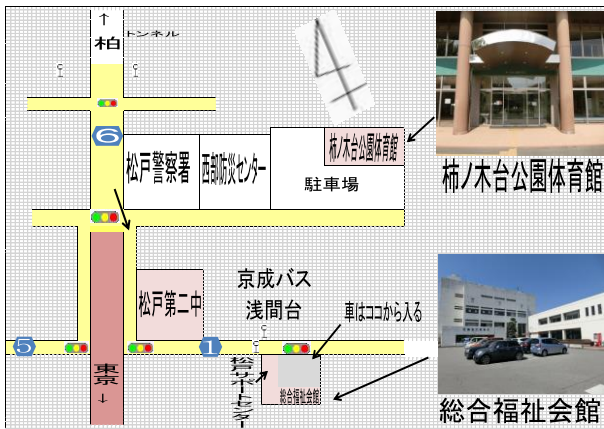 ↑
柏
トンネル
6
松戸警察署
西部防災センター
柿ノ木台公園体育館
駐車場
柿ノ木台公園体育館
松戸第二中
京成バス
浅間台
車はココから入る
5
1
東京
↓
松戸サポートセンター
総合福祉会館
総合福祉会館